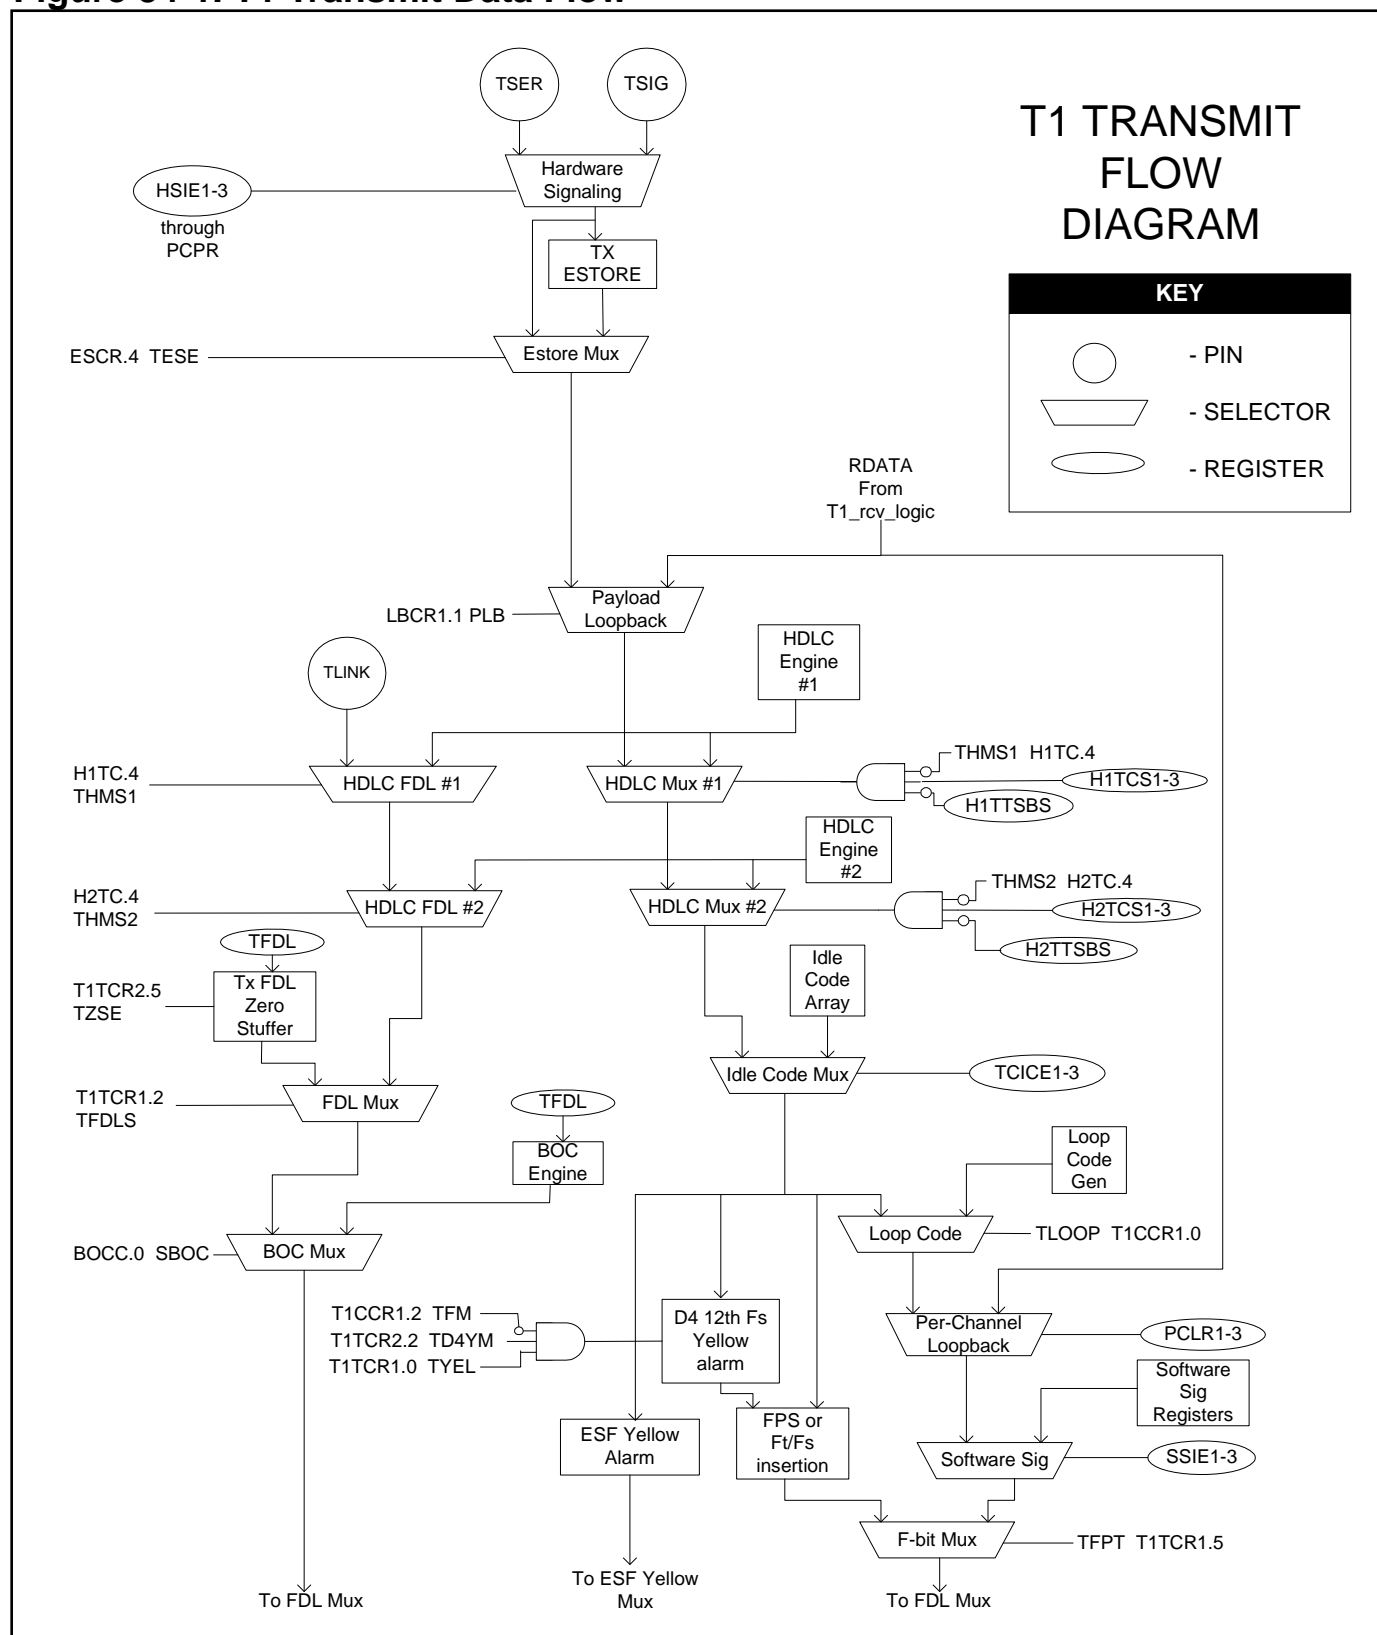 TSER
TSIG
T1 TRANSMIT
FLOW
DIAGRAM
Hardware
Signaling
HSIE1-3
through
PCPR
TX
ESTORE
KEY
- PIN
- SELECTOR
- REGISTER
Estore Mux
ESCR.4 TESE
RDATA
From
T1_rcv_logic
Payload
Loopback
LBCR1.1 PLB
HDLC
Engine
#1
TLINK
H1TC.4
THMS1
HDLC FDL #1
HDLC Mux #1
THMS1 H1TC.4
H1TCS1-3
H1TTSBS
HDLC
Engine
#2
H2TC.4
THMS2
HDLC FDL #2
HDLC Mux #2
THMS2 H2TC.4
H2TCS1-3
H2TTSBS
TFDL
Tx FDL
Zero
Stuffer
T1TCR2.5
TZSE
Idle
Code
Array
Idle Code Mux
TCICE1-3
T1TCR1.2
TFDLS
FDL Mux
TFDL
BOC
Engine
Loop
Code
Gen
BOCC.0 SBOC
BOC Mux
Loop Code
TLOOP T1CCR1.0
T1CCR1.2 TFM
T1TCR2.2 TD4YM
T1TCR1.0 TYEL
D4 12th Fs
Yellow
alarm
Per-Channel
Loopback
PCLR1-3
Software
Sig
Registers
ESF Yellow
Alarm
FPS or
Ft/Fs
insertion
Software Sig
SSIE1-3
F-bit Mux
TFPT T1TCR1.5
To FDL Mux
To ESF Yellow
Mux
To FDL Mux